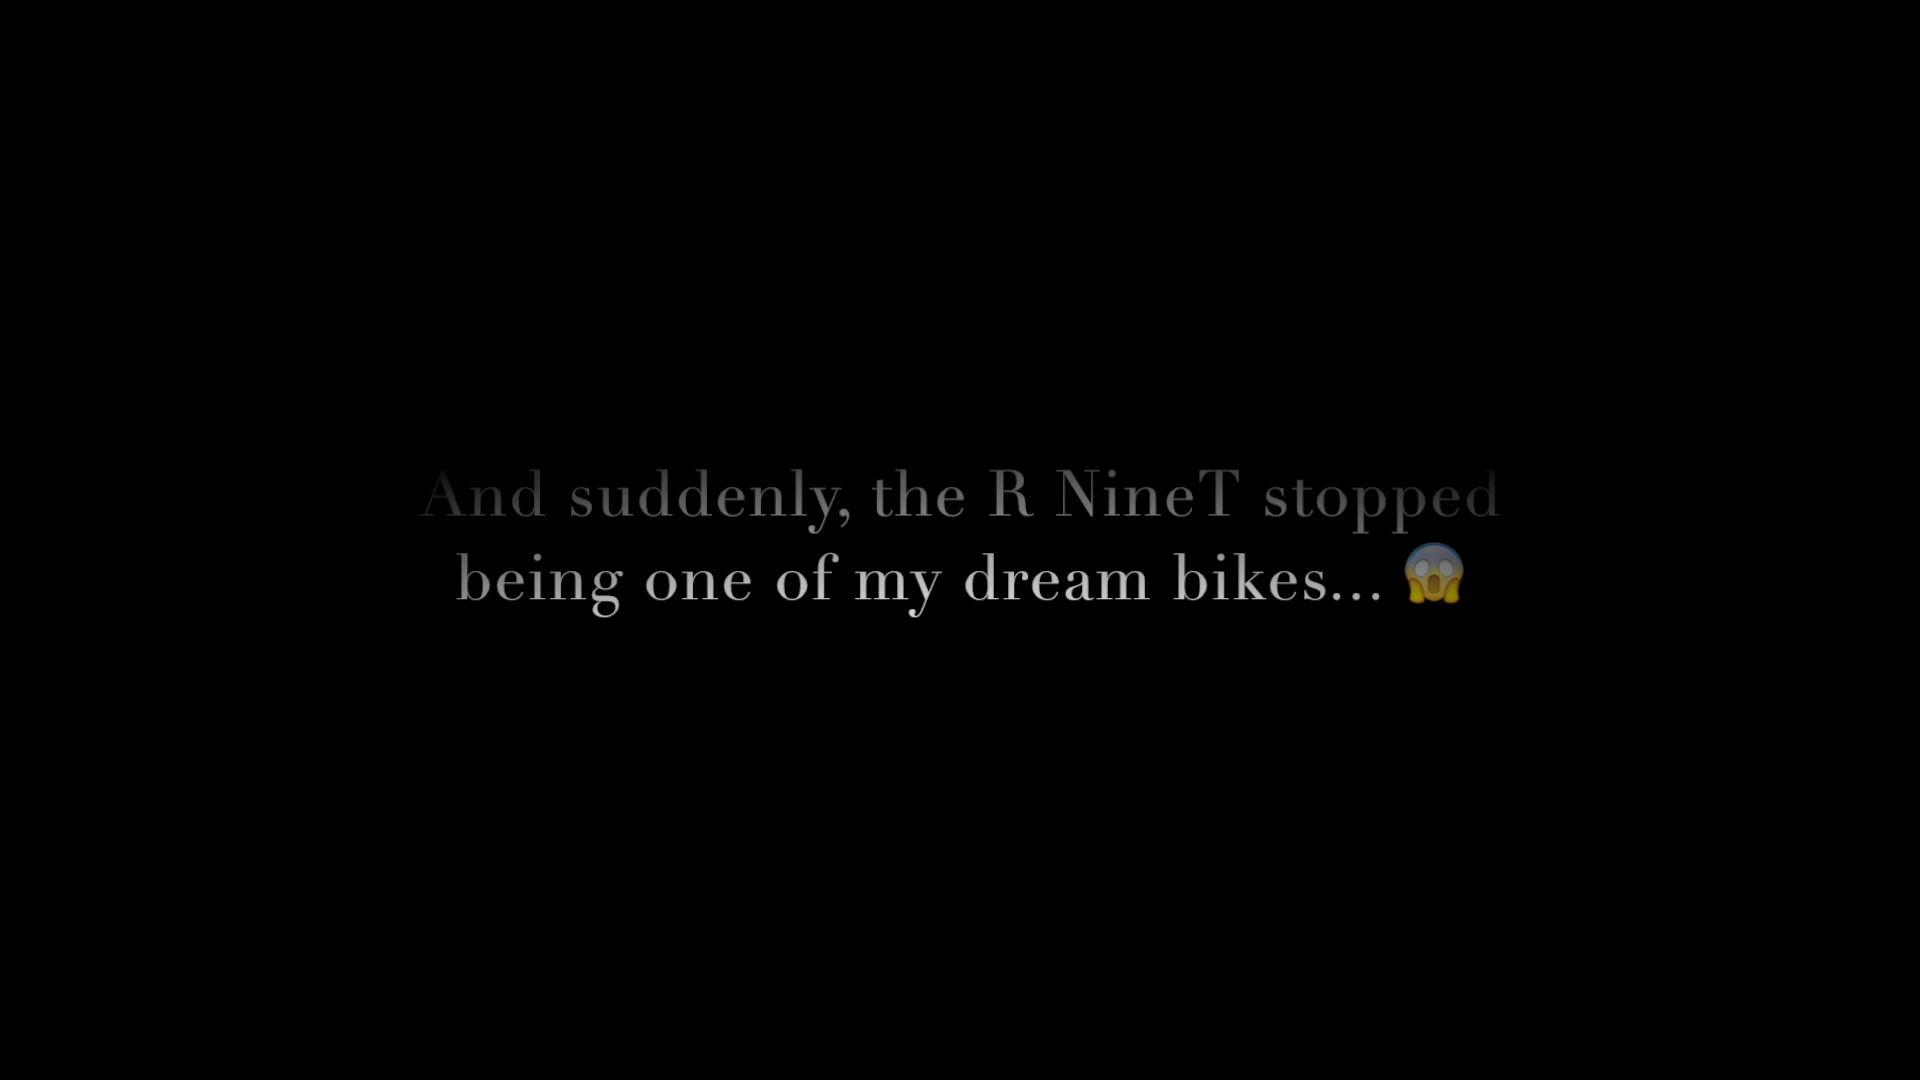 And suddenly, the R NineT stopped
being one of my dream bikes... 😱